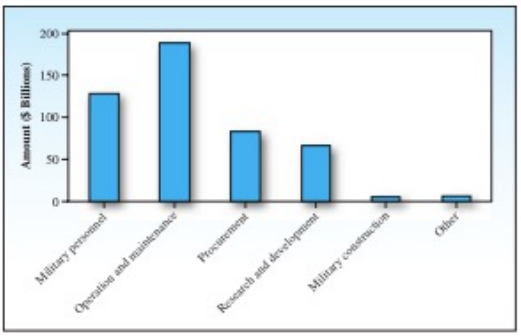 Amount ($ Billions)
200
150
100
50
0
Military personnel
Operation and maintenance
Procurement
Research and development
Military construction
Other